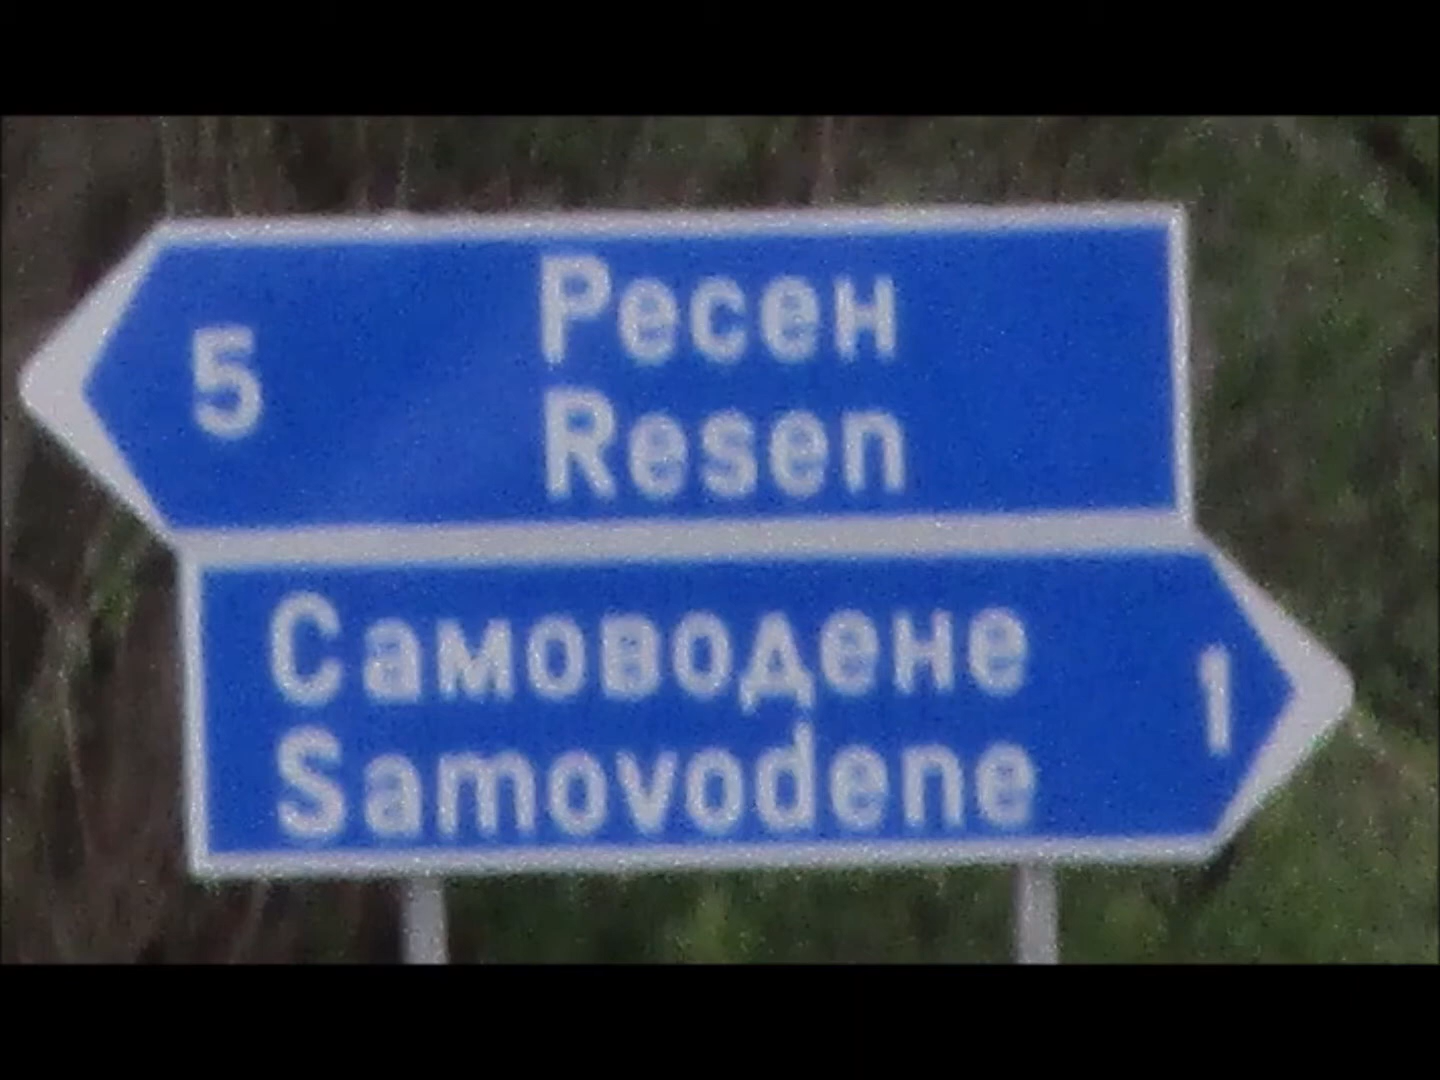 Ресен
5
Resen
Самоводене
1
Samovodene